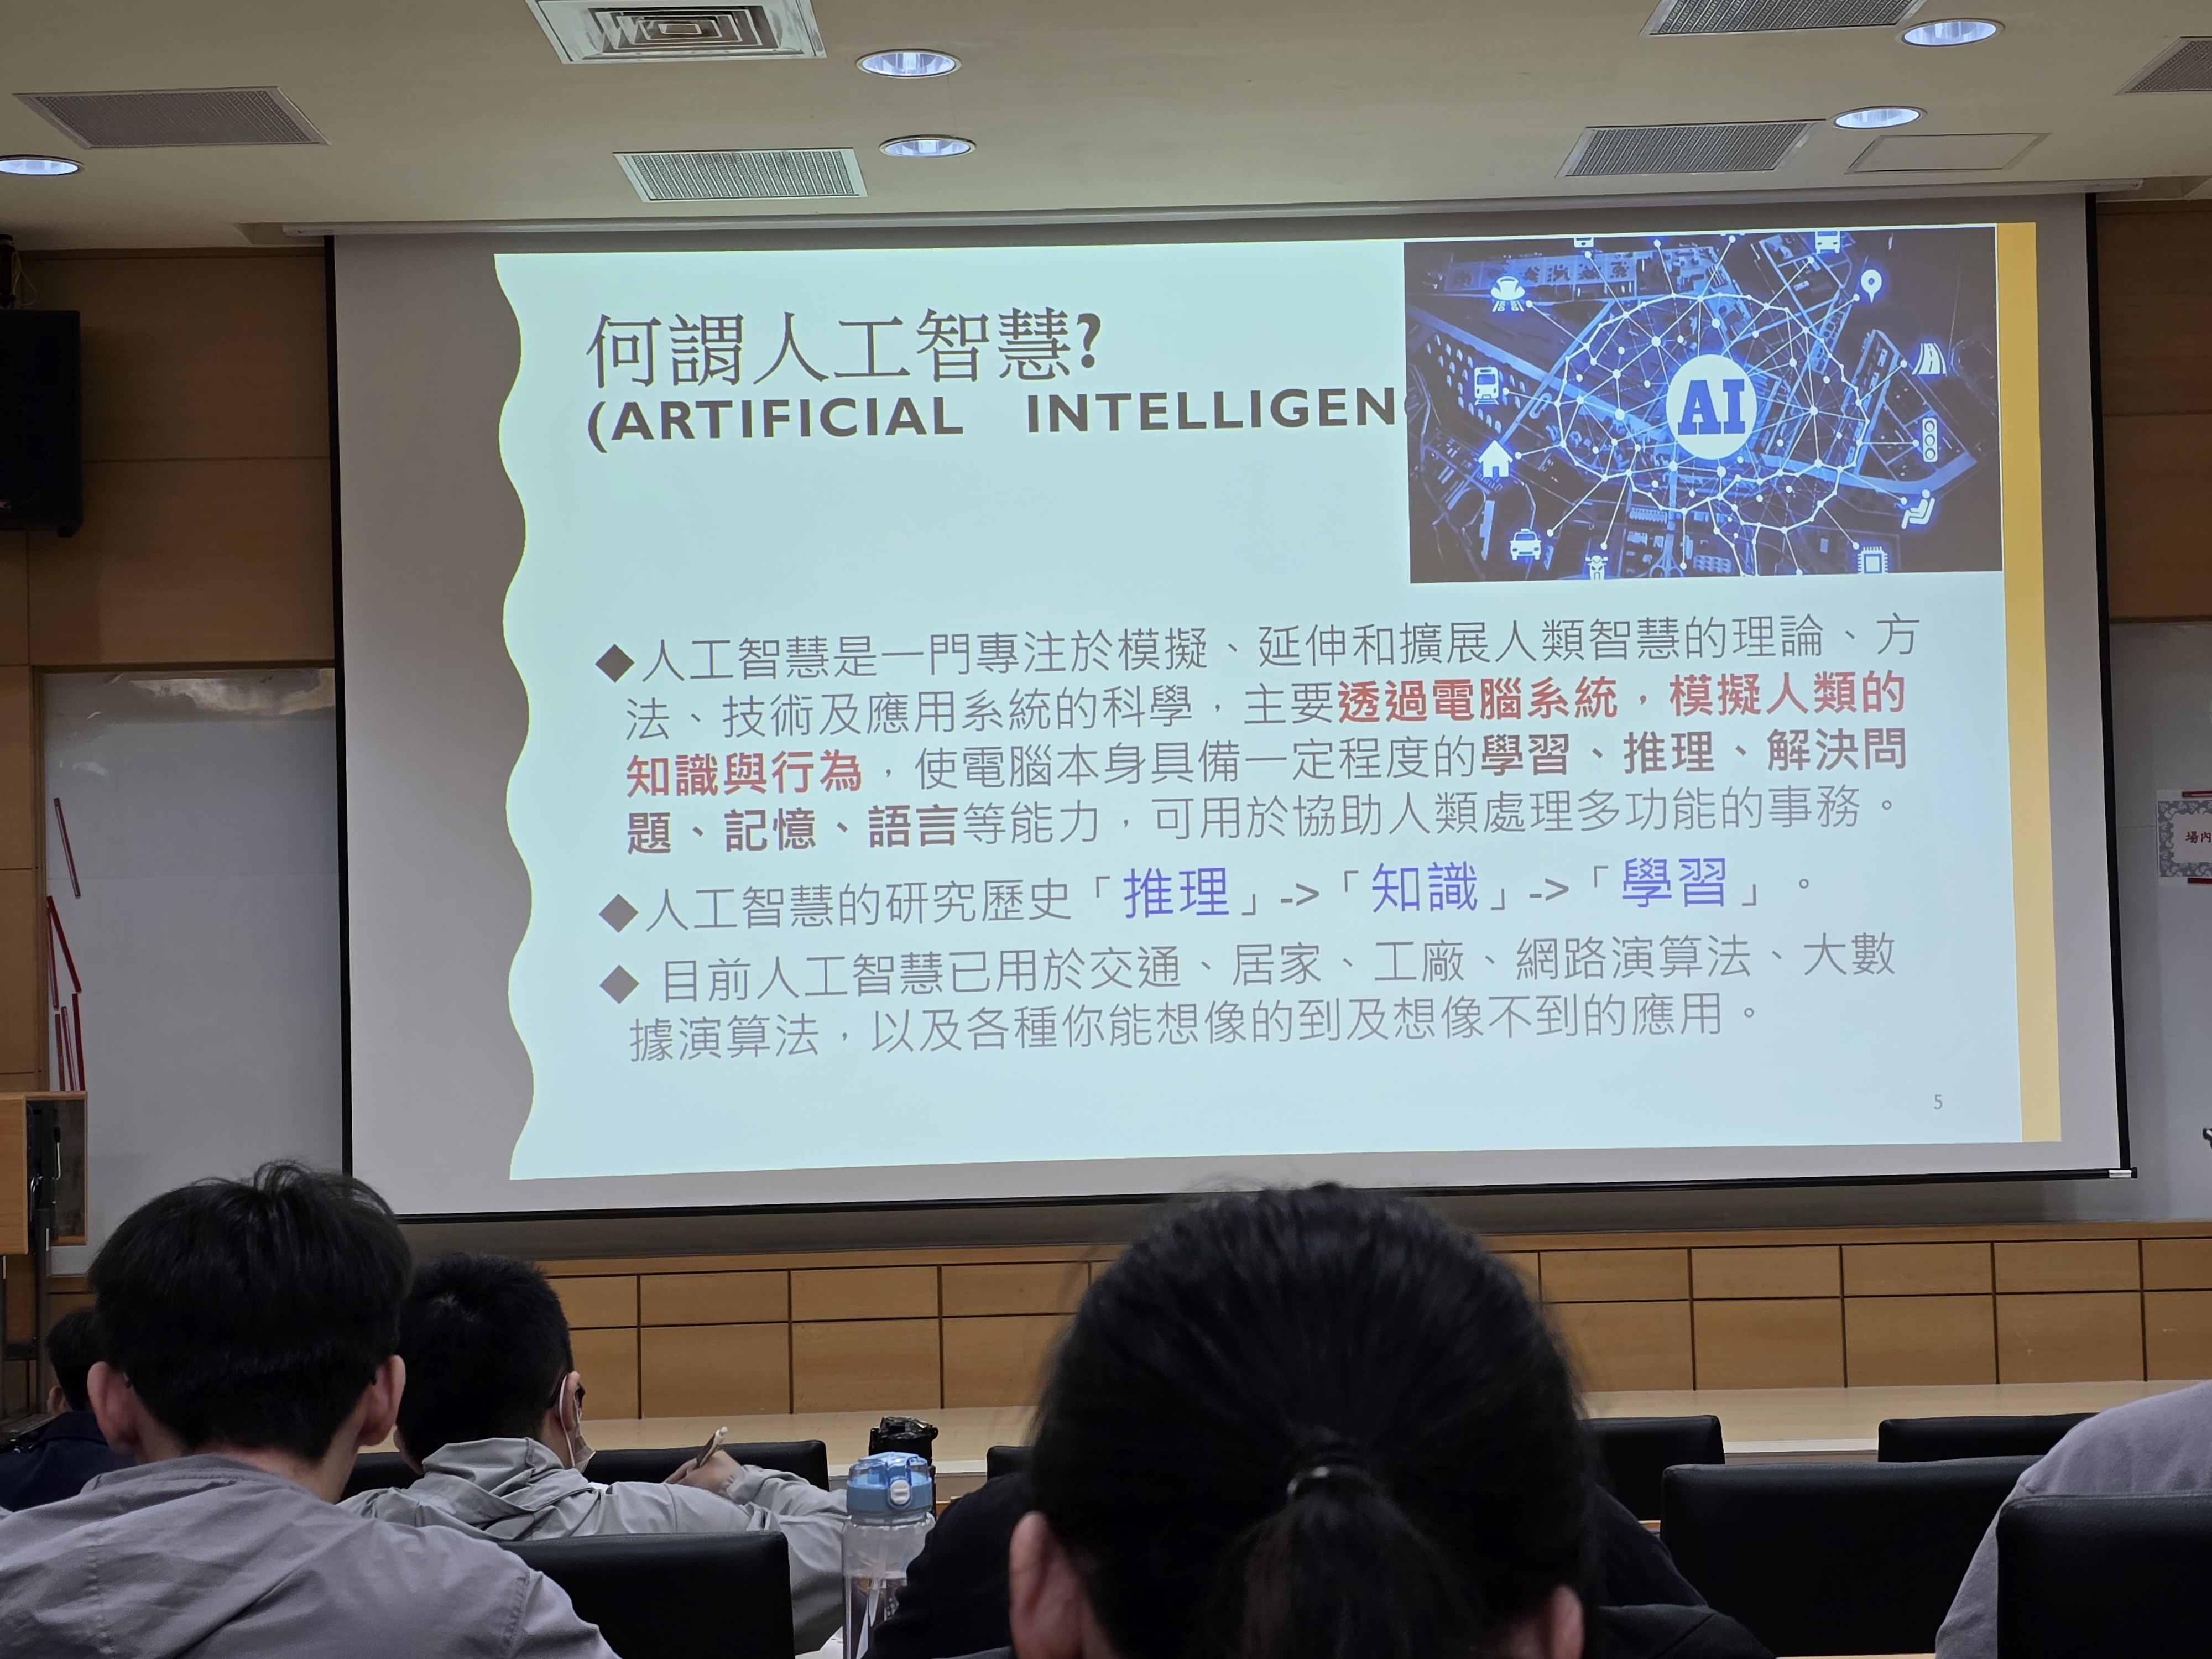 何謂人工智慧?
(ARTIFICIAL INTELLIGEN
AI
◆人工智慧是一門專注於模擬、延伸和擴展人類智慧的理論、方
法、技術及應用系統的科學，主要透過電腦系統，模擬人類的
知識與行為，使電腦本身具備一定程度的學習、推理、解決問
題、記憶、語言等能力，可用於協助人類處理多功能的事務。
◆人工智慧的研究歷史「推理」->「知識」->「學習」。
◆ 目前人工智慧已用於交通、居家、工廠、網路演算法、大數
據演算法，以及各種你能想像的到及想像不到的應用。
5
場內